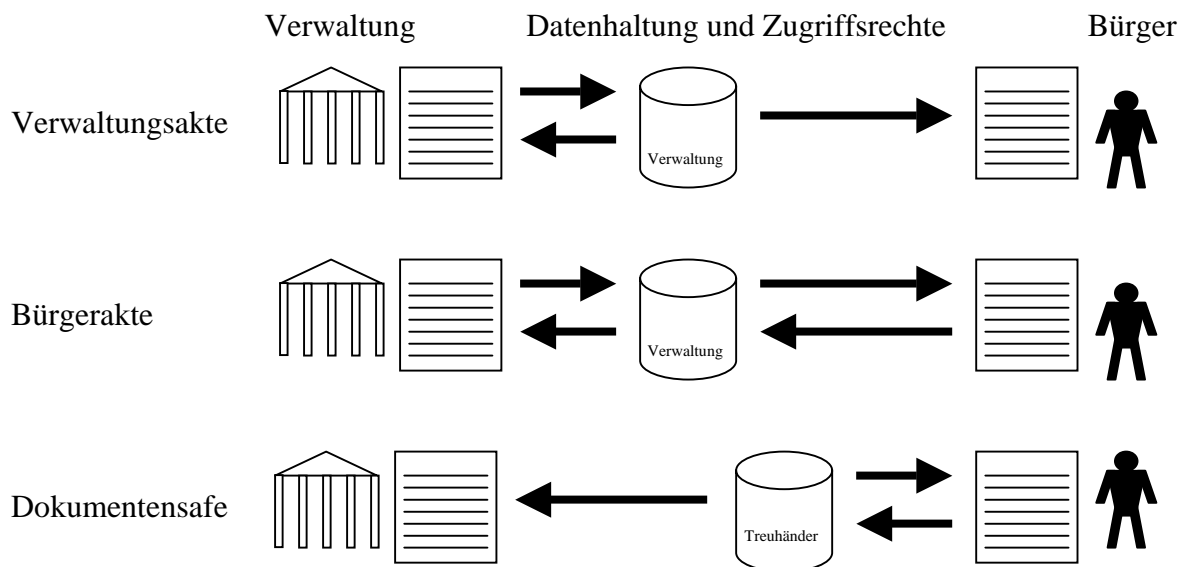 Verwaltung Datenhaltung und Zugriffsrechte Bürger
Verwaltungsakte
Verwaltung
Bürgerakte
Verwaltung
Dokumentensafe
Treuhänder